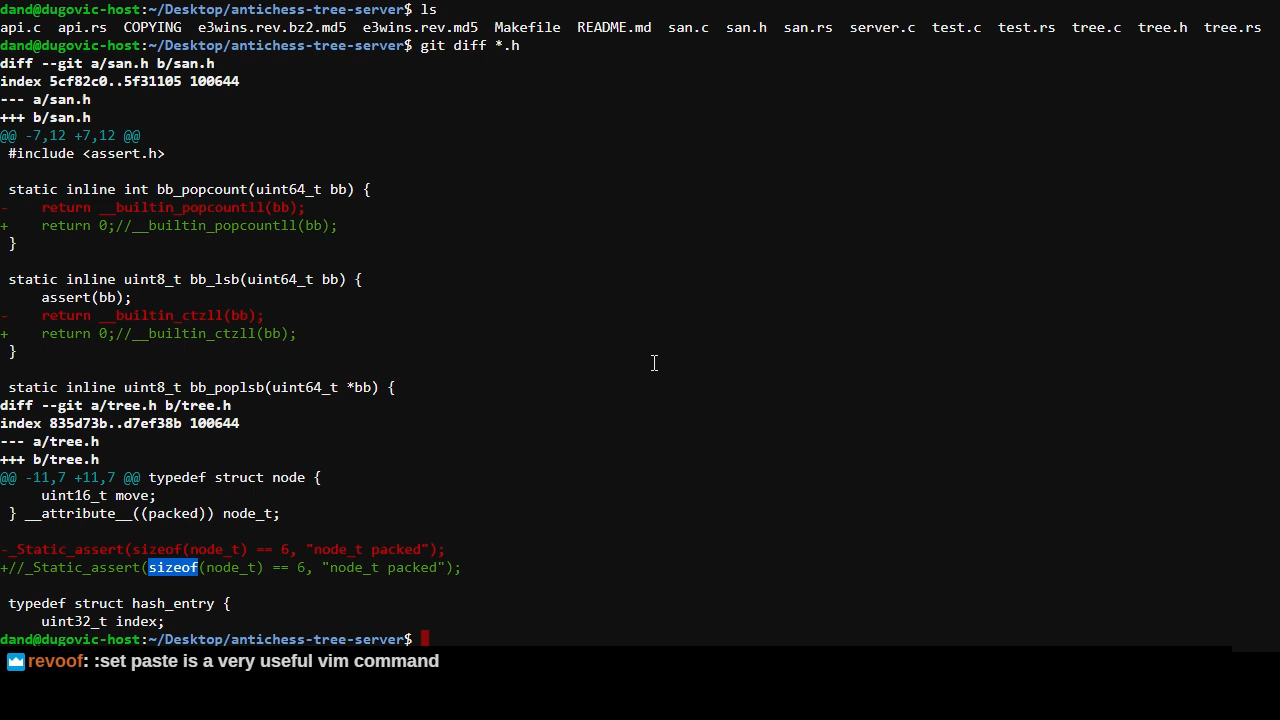 dand@dugovic-host:~/Desktop/antichess-tree-server$ ls
api.c  api.rs  COPYING  e3wins.rev.bz2.md5  e3wins.rev.md5  Makefile  README.md  san.c  san.h  san.rs  server.c  test.c  test.rs  tree.c  tree.h  tree.rs
dand@dugovic-host:~/Desktop/antichess-tree-server$ git diff *.h
diff --git a/san.h b/san.h
index 5cf82c0..5f31105 100644
--- a/san.h
+++ b/san.h
@@ -7,12 +7,12 @@
 #include <assert.h>
 static inline int bb_popcount(uint64_t bb) {
-    return __builtin_popcountll(bb);
+    return 0;//__builtin_popcountll(bb);
 }
 static inline uint8_t bb_lsb(uint64_t bb) {
     assert(bb);
-    return __builtin_ctzll(bb);
+    return 0;//__builtin_ctzll(bb);
 }
 static inline uint8_t bb_poplsb(uint64_t *bb) {
diff --git a/tree.h b/tree.h
index 835d73b..d7ef38b 100644
--- a/tree.h
+++ b/tree.h
@@ -11,7 +11,7 @@ typedef struct node {
     uint16_t move;
 } __attribute__((packed)) node_t;
-_Static_assert(sizeof(node_t) == 6, "node_t packed");
+//_Static_assert(sizeof(node_t) == 6, "node_t packed");
 typedef struct hash_entry {
     uint32_t index;
dand@dugovic-host:~/Desktop/antichess-tree-server$
revoof: :set paste is a very useful vim command